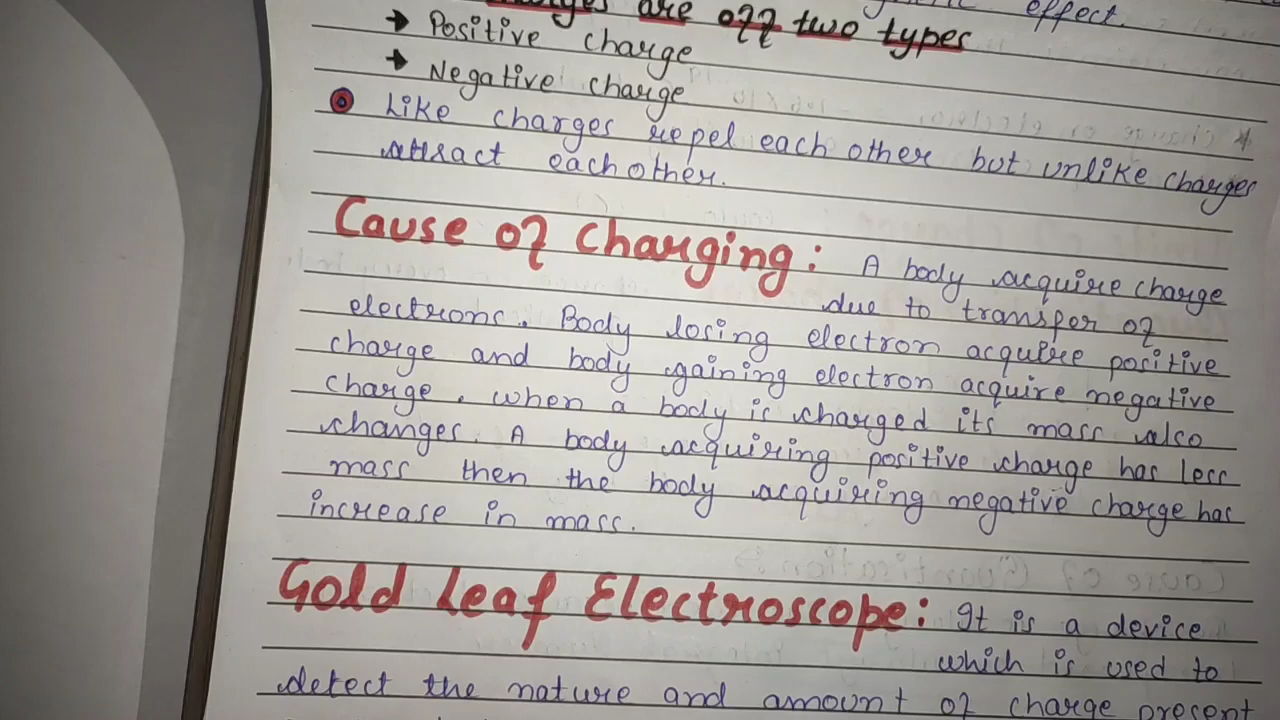 effect.
are off two types
→ Positive charge
→ Negative charge
Like charges repel each other but unlike charges
attract each other.
Cause of Charging: A body acquire charge
due to transfer of
electrons. Body losing electron acquire positive
charge and body gaining electron acquire negative
charge. when a body is charged its mass also
changes. A body acquiring positive charge has less
mass then the body acquiring negative charge has
increase in mass.
Gold Leaf Electroscope: It is a device
which is used to
detect the nature and amount of charge present